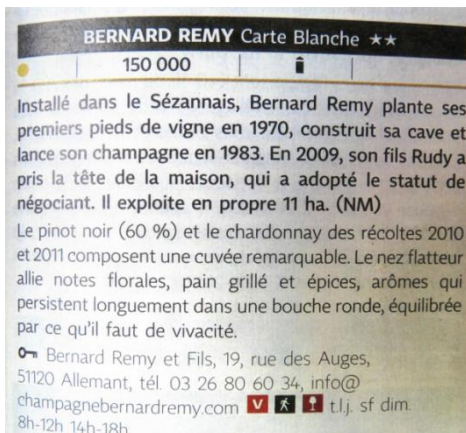 BERNARD REMY Carte Blanche ★★
150 000
Installé dans le Sézannais, Bernard Remy plante ses
premiers pieds de vigne en 1970, construit sa cave et
lance son champagne en 1983. En 2009, son fils Rudy a
pris la tête de la maison, qui a adopté le statut de
négociant. Il exploite en propre 11 ha. (NM)
Le pinot noir (60 %) et le chardonnay des récoltes 2010
et 2011 composent une cuvée remarquable. Le nez flatteur
allie notes florales, pain grillé et épices, arômes qui
persistent longuement dans une bouche ronde, équilibrée
par ce qu'il faut de vivacité.
Bernard Remy et Fils, 19, rue des Auges,
51120 Allemant, tél. 03 26 80 60 34, info@
champagnebernardremy.com V t.l.j. sf dim.
8h-12h 14h-18h